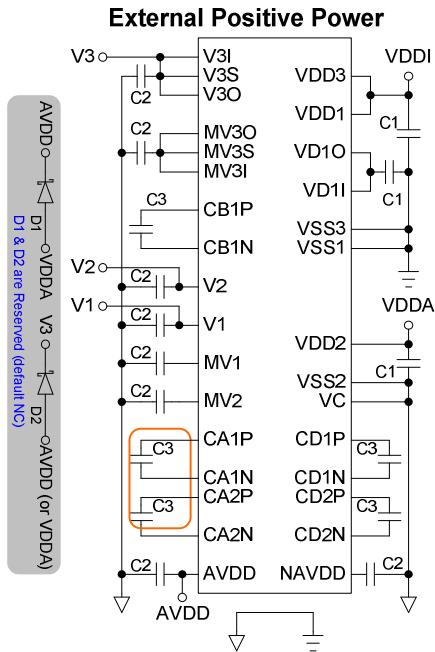 External Positive Power
V3
V3I
V3S
V3O
C2
MV3O
MV3S
MV3I
C2
CB1P
C3
CB1N
V2
C2
V2
V1
C2
V1
C2
MV1
C2
MV2
CA1P
C3
CA1N
CA2P
C3
CA2N
C2
AVDD
AVDD
VDDI
VDD3
VDD1
C1
VD1O
VD1I
C1
VSS3
VSS1
VDDA
VDD2
C1
VSS2
VC
CD1P
C3
CD1N
CD2P
C3
CD2N
NAVDD
C2
AVDD
D1
VDDA
V3
D2
AVDD (or VDDA)
D1 & D2 are Reserved (default NC)